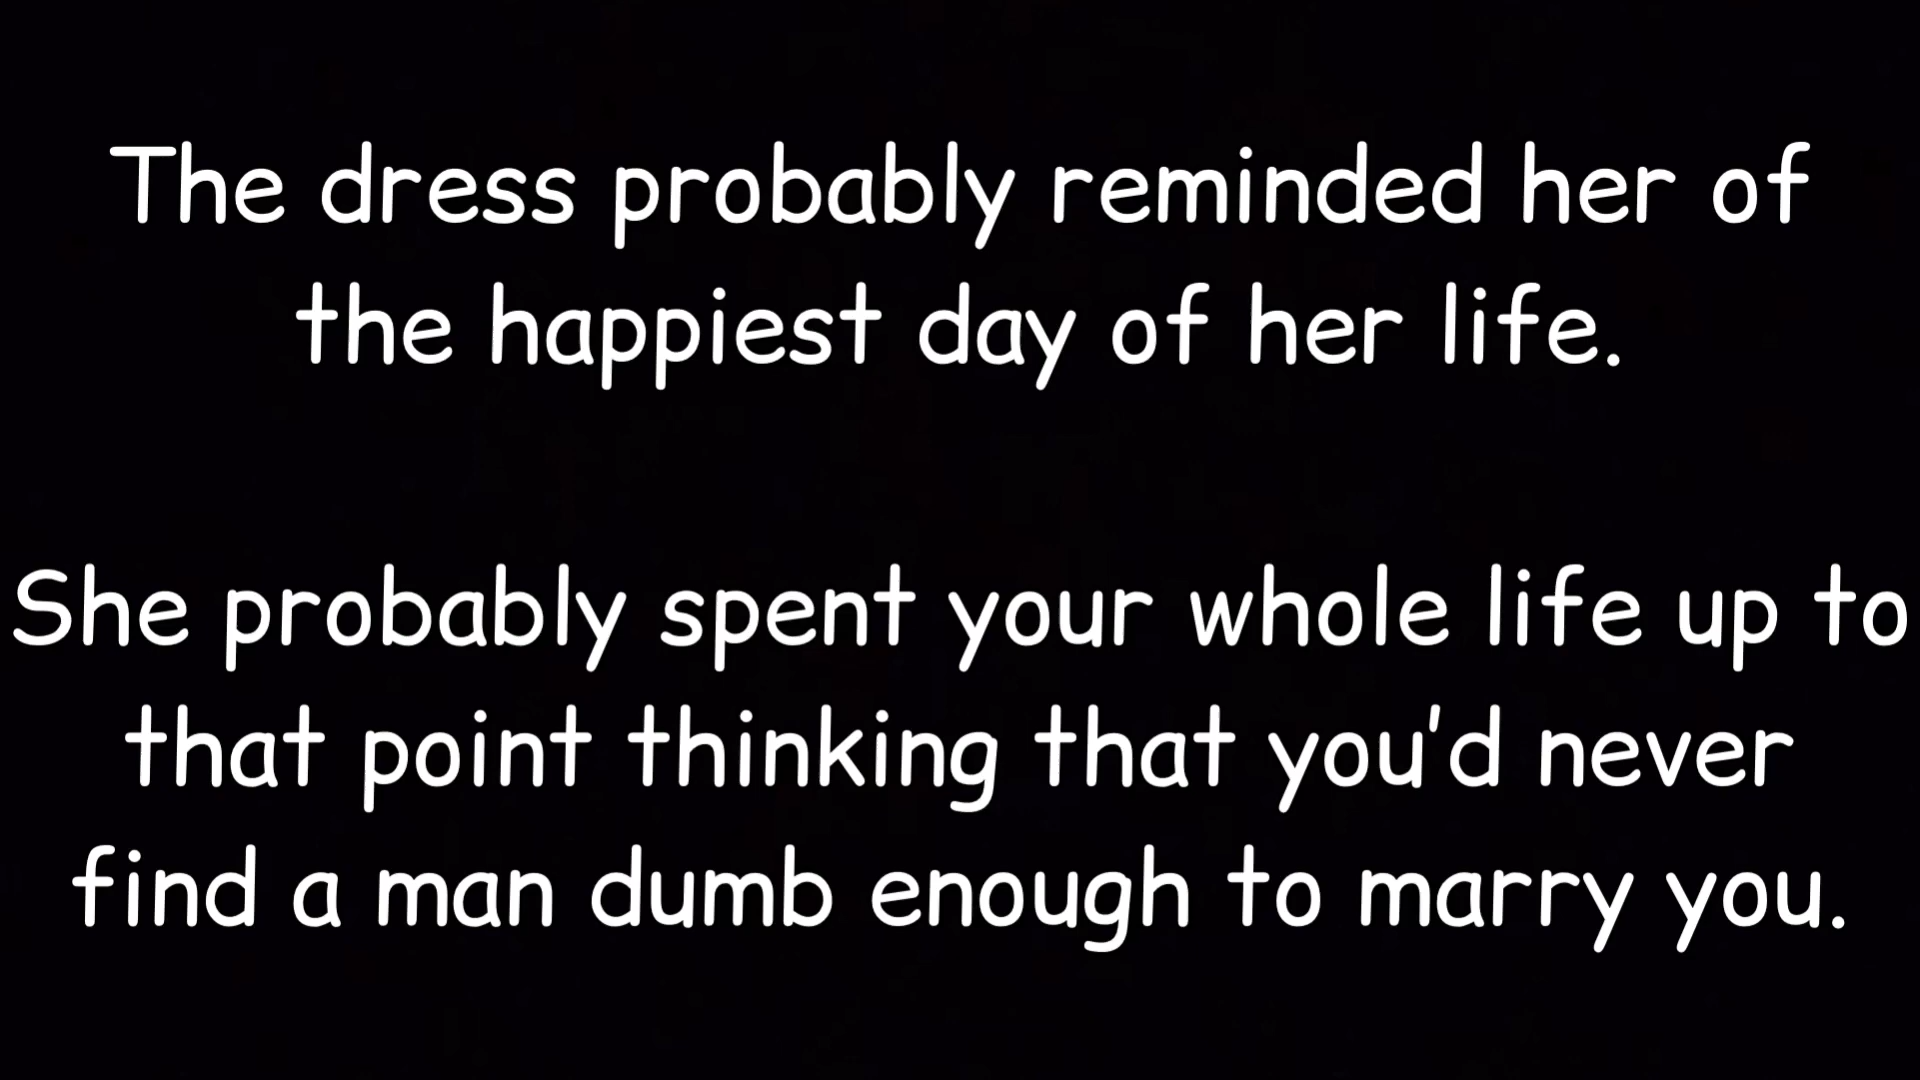 The dress probably reminded her of
the happiest day of her life.
She probably spent your whole life up to
that point thinking that you'd never
find a man dumb enough to marry you.